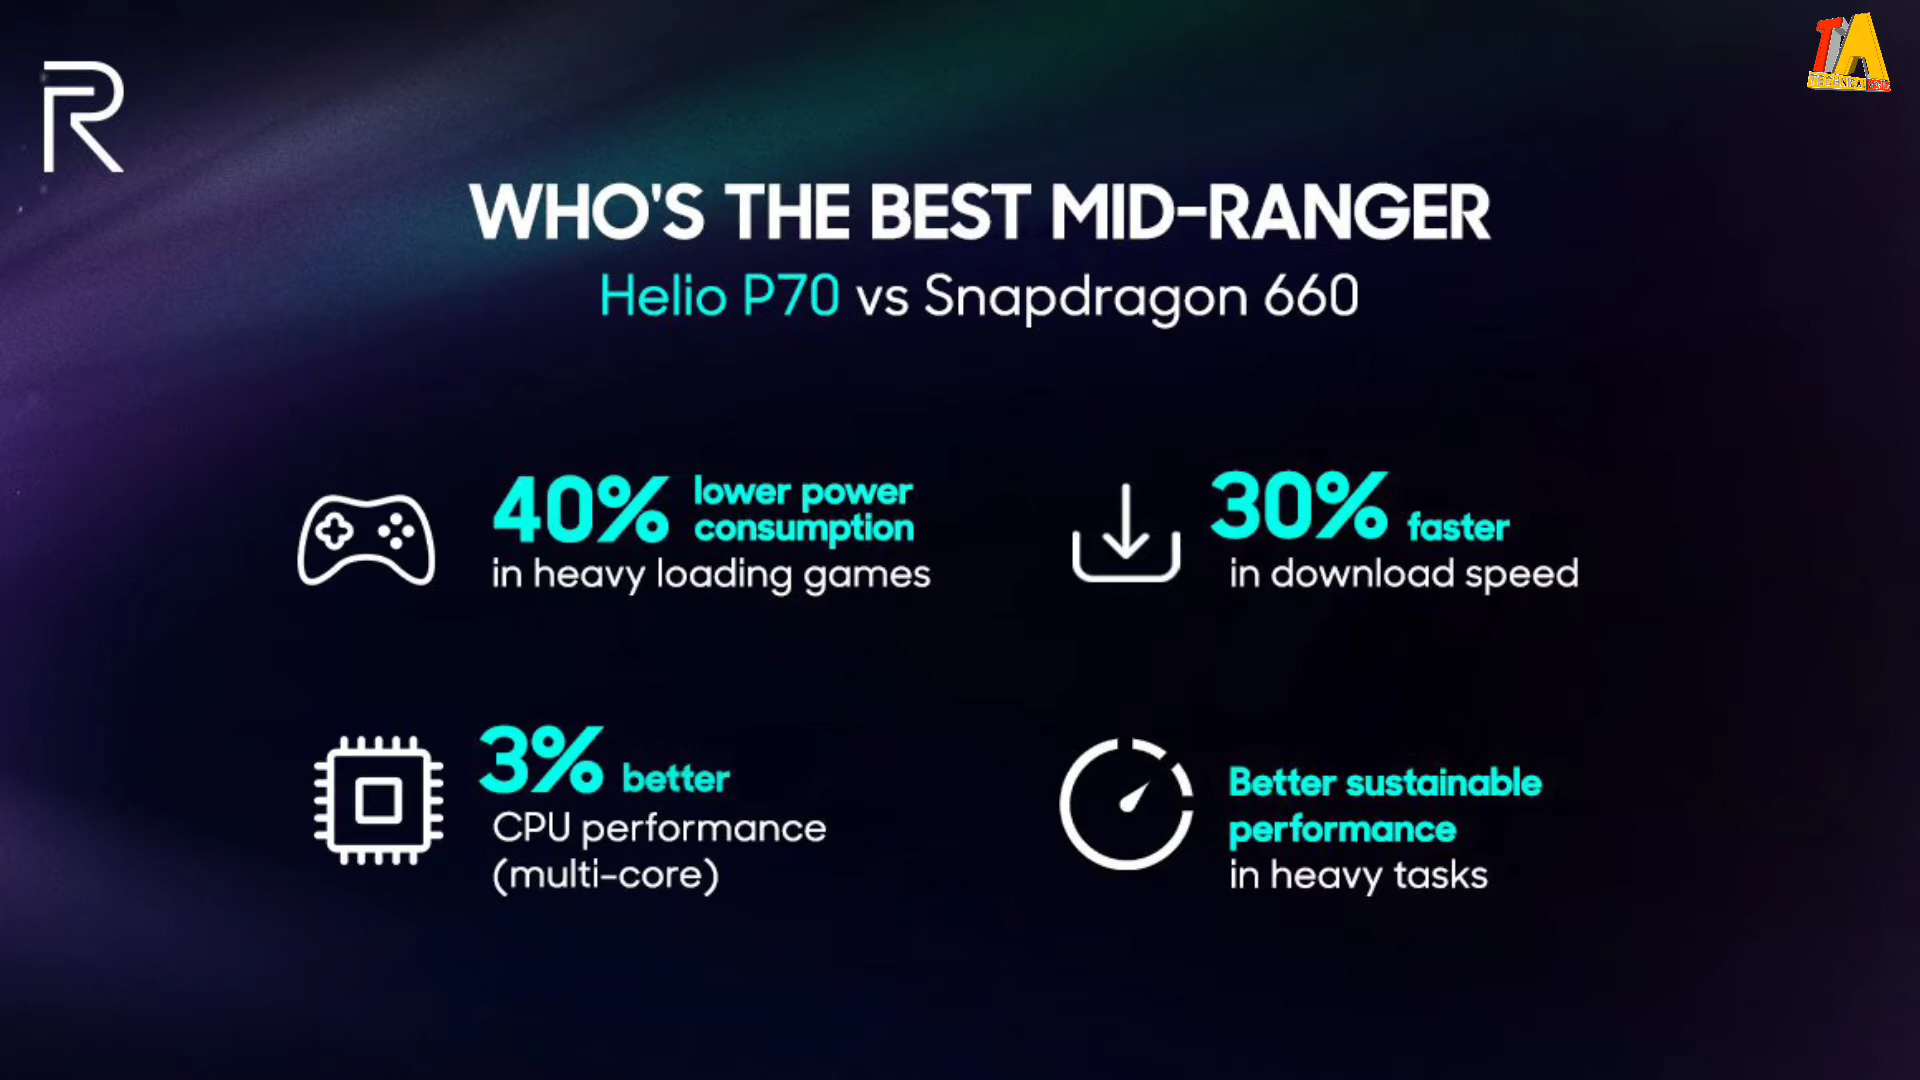 R
WHO'S THE BEST MID-RANGER
Helio P70 vs Snapdragon 660
40% lower power
consumption
in heavy loading games
30% faster
in download speed
3% better
CPU performance
(multi-core)
Better sustainable
performance
in heavy tasks